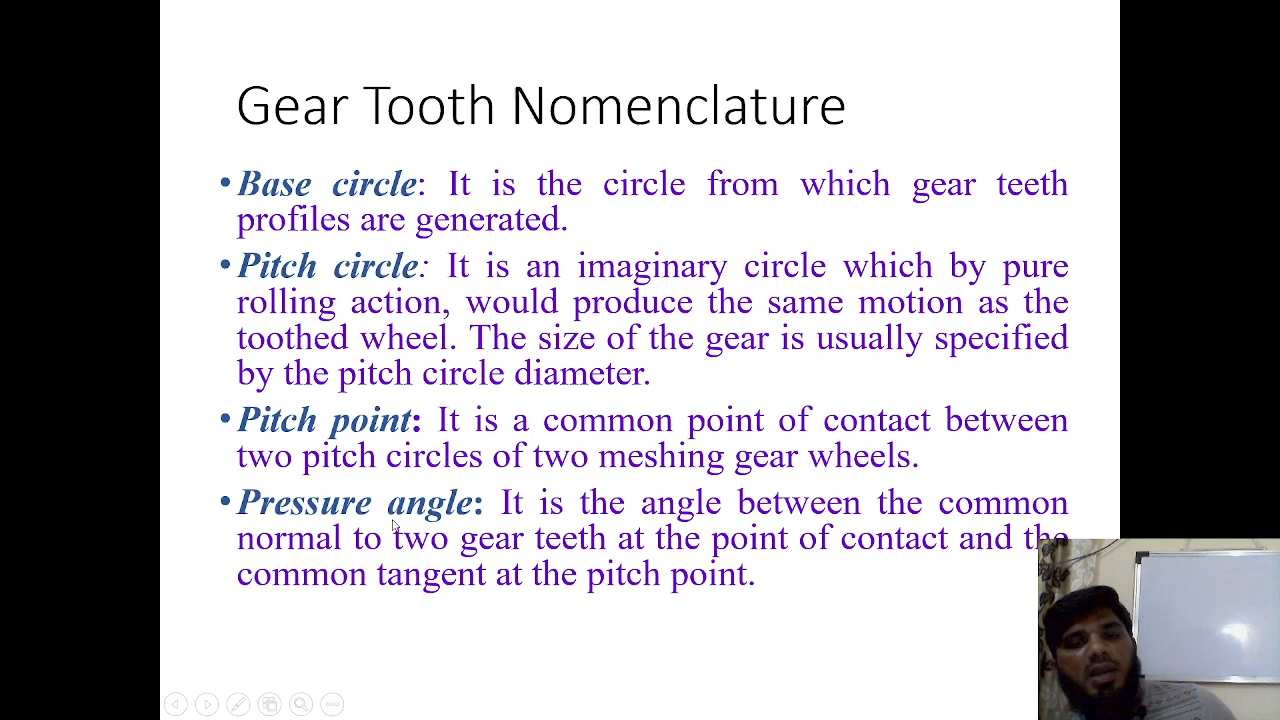 Gear Tooth Nomenclature
•Base circle: It is the circle from which gear teeth
profiles are generated.
•Pitch circle: It is an imaginary circle which by pure
rolling action, would produce the same motion as the
toothed wheel. The size of the gear is usually specified
by the pitch circle diameter.
•Pitch point: It is a common point of contact between
two pitch circles of two meshing gear wheels.
•Pressure angle: It is the angle between the common
normal to two gear teeth at the point of contact and the
common tangent at the pitch point.